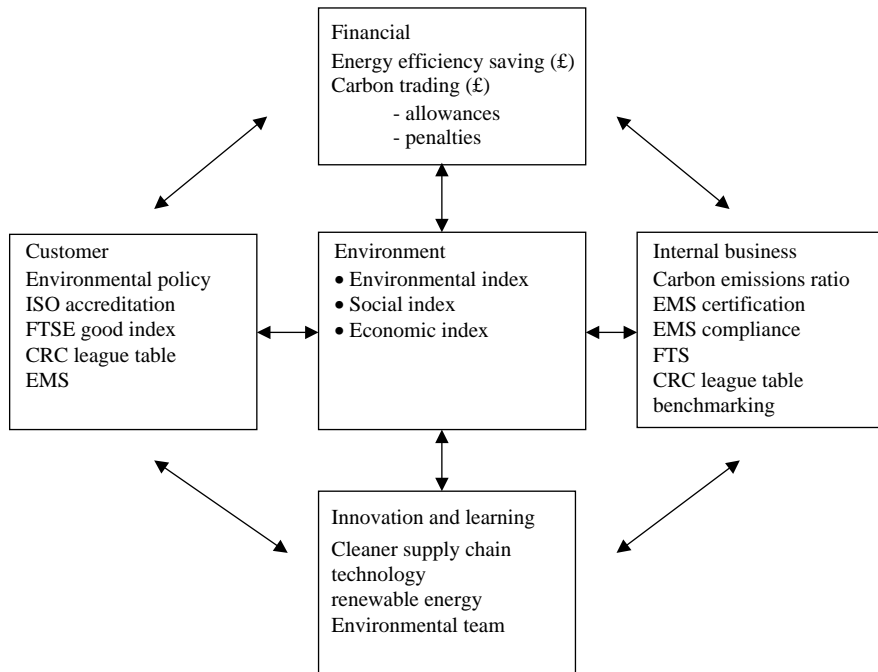 Financial
Energy efficiency saving (£)
Carbon trading (£)
- allowances
- penalties
Customer
Environmental policy
ISO accreditation
FTSE good index
CRC league table
EMS
Environment
• Environmental index
• Social index
• Economic index
Internal business
Carbon emissions ratio
EMS certification
EMS compliance
FTS
CRC league table
benchmarking
Innovation and learning
Cleaner supply chain
technology
renewable energy
Environmental team